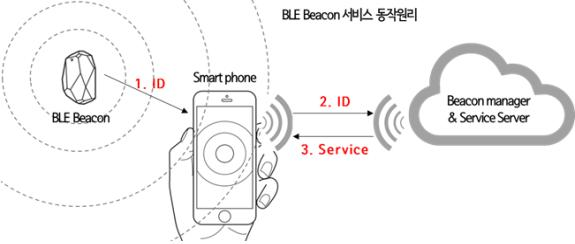 BLE Beacon 서비스 동작원리
1. ID
Smart phone
BLE Beacon
2. ID
3. Service
Beacon manager
& Service Server